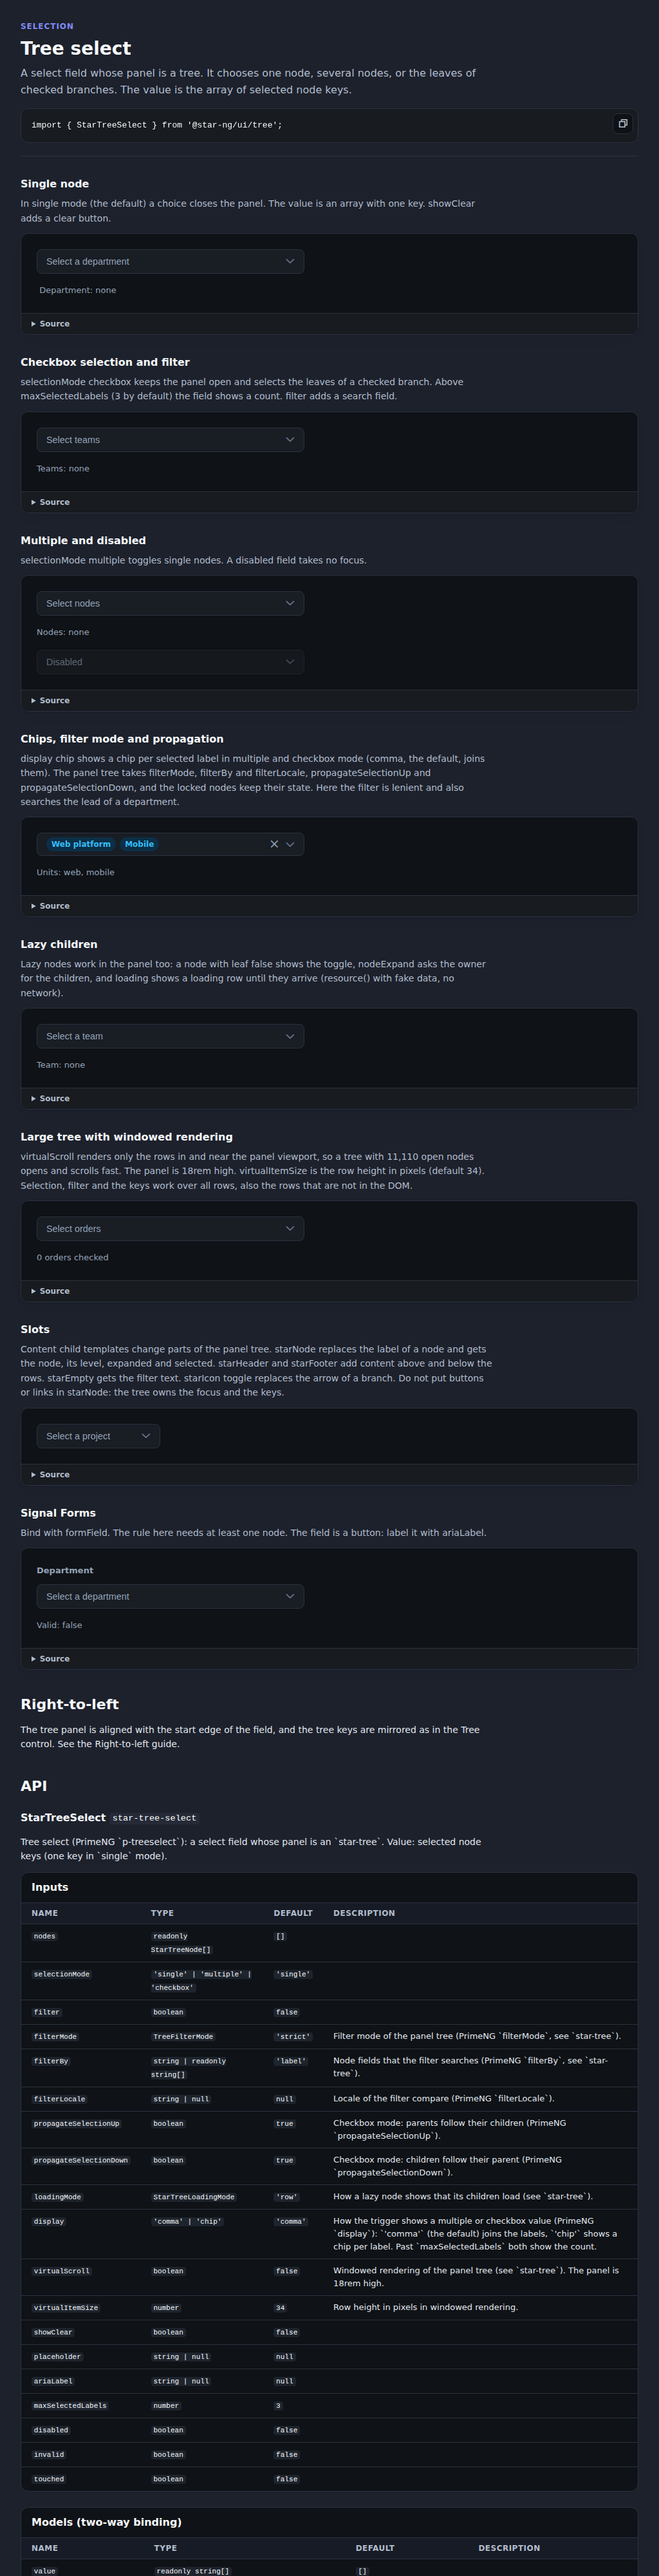 SELECTION
Tree select
A select field whose panel is a tree. It chooses one node, several nodes, or the leaves of
checked branches. The value is the array of selected node keys.
import { StarTreeSelect } from '@star-ng/ui/tree';
Single node
In single mode (the default) a choice closes the panel. The value is an array with one key. showClear
adds a clear button.
Select a department
Department: none
Source
Checkbox selection and filter
selectionMode checkbox keeps the panel open and selects the leaves of a checked branch. Above
maxSelectedLabels (3 by default) the field shows a count. filter adds a search field.
Select teams
Teams: none
Source
Multiple and disabled
selectionMode multiple toggles single nodes. A disabled field takes no focus.
Select nodes
Nodes: none
Disabled
Source
Chips, filter mode and propagation
display chip shows a chip per selected label in multiple and checkbox mode (comma, the default, joins
them). The panel tree takes filterMode, filterBy and filterLocale, propagateSelectionUp and
propagateSelectionDown, and the locked nodes keep their state. Here the filter is lenient and also
searches the lead of a department.
Web platform Mobile
Units: web, mobile
Source
Lazy children
Lazy nodes work in the panel too: a node with leaf false shows the toggle, nodeExpand asks the owner
for the children, and loading shows a loading row until they arrive (resource() with fake data, no
network).
Select a team
Team: none
Source
Large tree with windowed rendering
virtualScroll renders only the rows in and near the panel viewport, so a tree with 11,110 open nodes
opens and scrolls fast. The panel is 18rem high. virtualItemSize is the row height in pixels (default 34).
Selection, filter and the keys work over all rows, also the rows that are not in the DOM.
Select orders
0 orders checked
Source
Slots
Content child templates change parts of the panel tree. starNode replaces the label of a node and gets
the node, its level, expanded and selected. starHeader and starFooter add content above and below the
rows. starEmpty gets the filter text. starIcon toggle replaces the arrow of a branch. Do not put buttons
or links in starNode: the tree owns the focus and the keys.
Select a project
Source
Signal Forms
Bind with formField. The rule here needs at least one node. The field is a button: label it with ariaLabel.
Department
Select a department
Valid: false
Source
Right-to-left
The tree panel is aligned with the start edge of the field, and the tree keys are mirrored as in the Tree
control. See the Right-to-left guide.
API
StarTreeSelect star-tree-select
Tree select (PrimeNG `p-treeselect`): a select field whose panel is an `star-tree`. Value: selected node
keys (one key in `single` mode).
Inputs
NAME TYPE DEFAULT DESCRIPTION
nodes readonly StarTreeNode[] []
selectionMode 'single' | 'multiple' | 'checkbox' 'single'
filter boolean false
filterMode TreeFilterMode 'strict' Filter mode of the panel tree (PrimeNG `filterMode`, see `star-tree`).
filterBy string | readonly string[] 'label' Node fields that the filter searches (PrimeNG `filterBy`, see `star-tree`).
filterLocale string | null null Locale of the filter compare (PrimeNG `filterLocale`).
propagateSelectionUp boolean true Checkbox mode: parents follow their children (PrimeNG `propagateSelectionUp`).
propagateSelectionDown boolean true Checkbox mode: children follow their parent (PrimeNG `propagateSelectionDown`).
loadingMode StarTreeLoadingMode 'row' How a lazy node shows that its children load (see `star-tree`).
display 'comma' | 'chip' 'comma' How the trigger shows a multiple or checkbox value (PrimeNG `display`): `'comma'` (the default) joins the labels, `'chip'` shows a chip per label. Past `maxSelectedLabels` both show the count.
virtualScroll boolean false Windowed rendering of the panel tree (see `star-tree`). The panel is 18rem high.
virtualItemSize number 34 Row height in pixels in windowed rendering.
showClear boolean false
placeholder string | null null
ariaLabel string | null null
maxSelectedLabels number 3
disabled boolean false
invalid boolean false
touched boolean false
Models (two-way binding)
NAME TYPE DEFAULT DESCRIPTION
value readonly string[] []